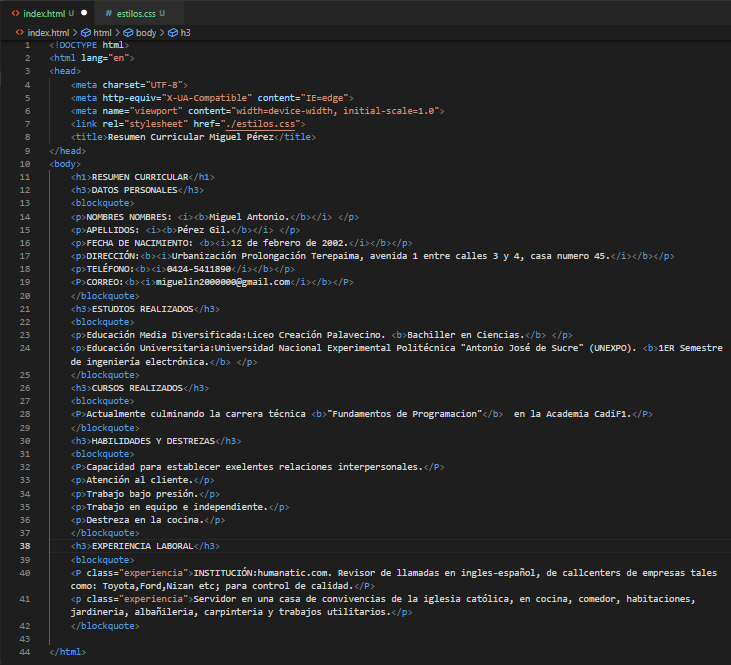 index.html U ● # estilos.css U
index.html > html > body > h3
1 <!DOCTYPE html>
2 <html lang="en">
3 <head>
4 <meta charset="UTF-8">
5 <meta http-equiv="X-UA-Compatible" content="IE=edge">
6 <meta name="viewport" content="width=device-width, initial-scale=1.0">
7 <link rel="stylesheet" href="./estilos.css">
8 <title>Resumen Curricular Miguel Pérez</title>
9 </head>
10 <body>
11 <h1>RESUMEN CURRICULAR</h1>
12 <h3>DATOS PERSONALES</h3>
13 <blockquote>
14 <p>NOMBRES NOMBRES: <i><b>Miguel Antonio.</b></i> </p>
15 <p>APELLIDOS: <i><b>Pérez Gil.</b></i> </p>
16 <p>FECHA DE NACIMIENTO: <b><i>12 de febrero de 2002.</i></b></p>
17 <p>DIRECCIÓN:<b><i>Urbanización Prolongación Terepaima, avenida 1 entre calles 3 y 4, casa numero 45.</i></b></p>
18 <p>TELÉFONO:<b><i>0424-5411890</i></b></p>
19 <P>CORREO:<b><i>miguelin2000000@gmail.com</i></b></P>
20 </blockquote>
21 <h3>ESTUDIOS REALIZADOS</h3>
22 <blockquote>
23 <p>Educación Media Diversificada:Liceo Creación Palavecino. <b>Bachiller en Ciencias.</b> </p>
24 <p>Educación Universitaria:Universidad Nacional Experimental Politécnica "Antonio José de Sucre" (UNEXPO). <b>1ER Semestre
de ingeniería electrónica.</b> </p>
25 </blockquote>
26 <h3>CURSOS REALIZADOS</h3>
27 <blockquote>
28 <P>Actualmente culminando la carrera técnica <b>"Fundamentos de Programacion"</b>  en la Academia CadiF1.</P>
29 </blockquote>
30 <h3>HABILIDADES Y DESTREZAS</h3>
31 <blockquote>
32 <P>Capacidad para establecer exelentes relaciones interpersonales.</P>
33 <p>Atención al cliente.</p>
34 <p>Trabajo bajo presión.</p>
35 <p>Trabajo en equipo e independiente.</p>
36 <p>Destreza en la cocina.</p>
37 </blockquote>
38 <h3>EXPERIENCIA LABORAL</h3>
39 <blockquote>
40 <P class="experiencia">INSTITUCIÓN:humanatic.com. Revisor de llamadas en ingles-español, de callcenters de empresas tales
como: Toyota,Ford,Nizan etc; para control de calidad.</P>
41 <p class="experiencia">Servidor en una casa de convivencias de la iglesia católica, en cocina, comedor, habitaciones,
jardineria, albañileria, carpinteria y trabajos utilitarios.</p>
42 </blockquote>
43
44 </html>